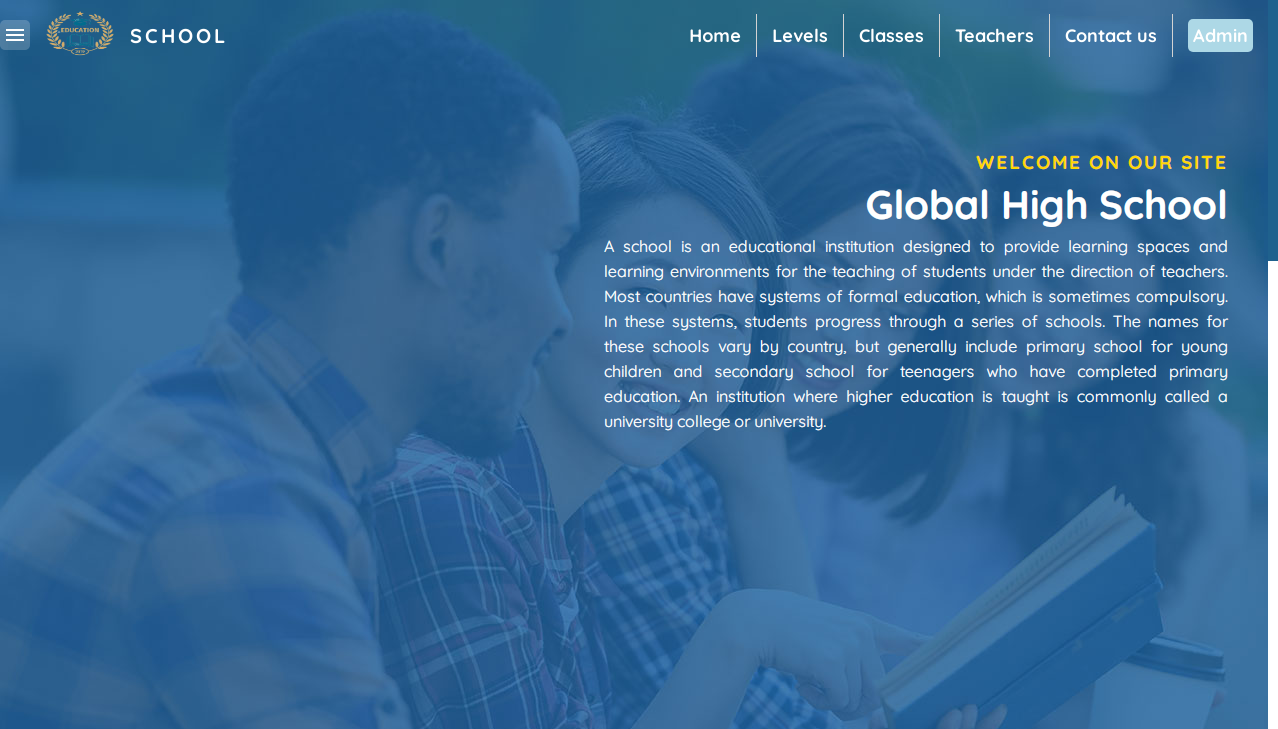 EDUCATION
SCHOOL
Home
Levels
Classes
Teachers
Contact us
Admin
WELCOME ON OUR SITE
Global High School
A school is an educational institution designed to provide learning spaces and
learning environments for the teaching of students under the direction of teachers.
Most countries have systems of formal education, which is sometimes compulsory.
In these systems, students progress through a series of schools. The names for
these schools vary by country, but generally include primary school for young
children and secondary school for teenagers who have completed primary
education. An institution where higher education is taught is commonly called a
university college or university.